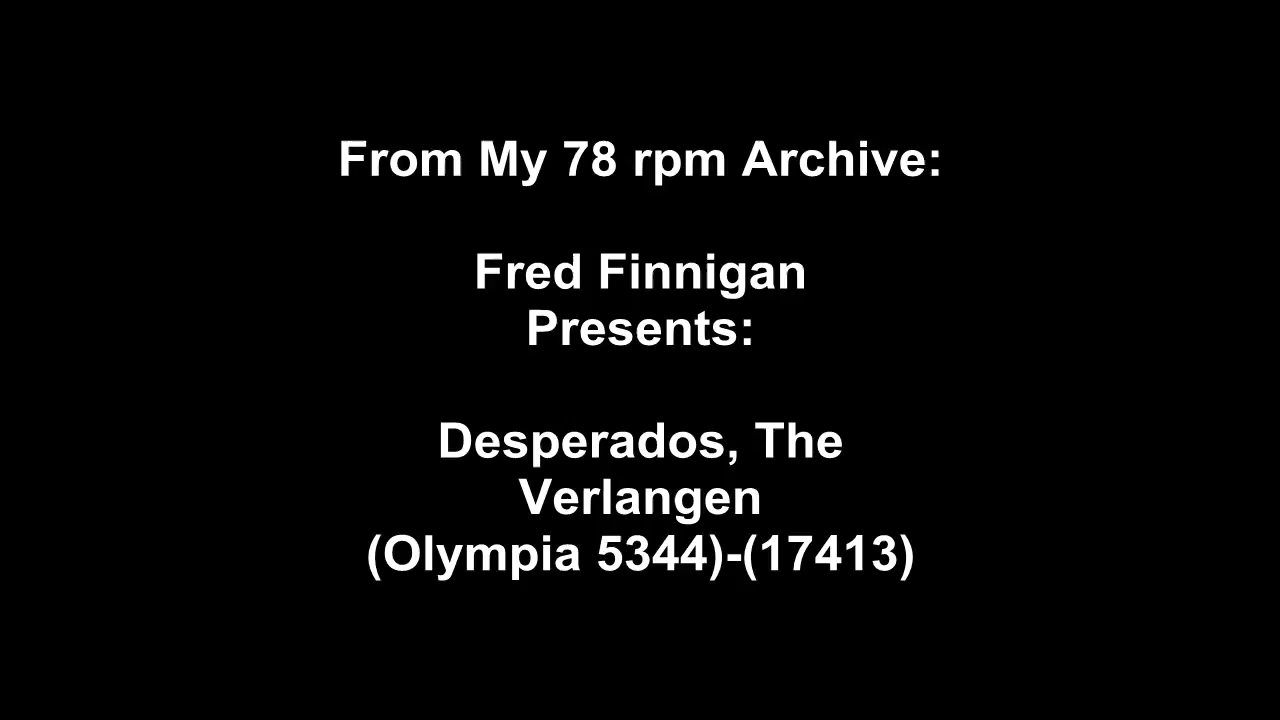 From My 78 rpm Archive:
Fred Finnigan
Presents:
Desperados, The
Verlangen
(Olympia 5344)-(17413)